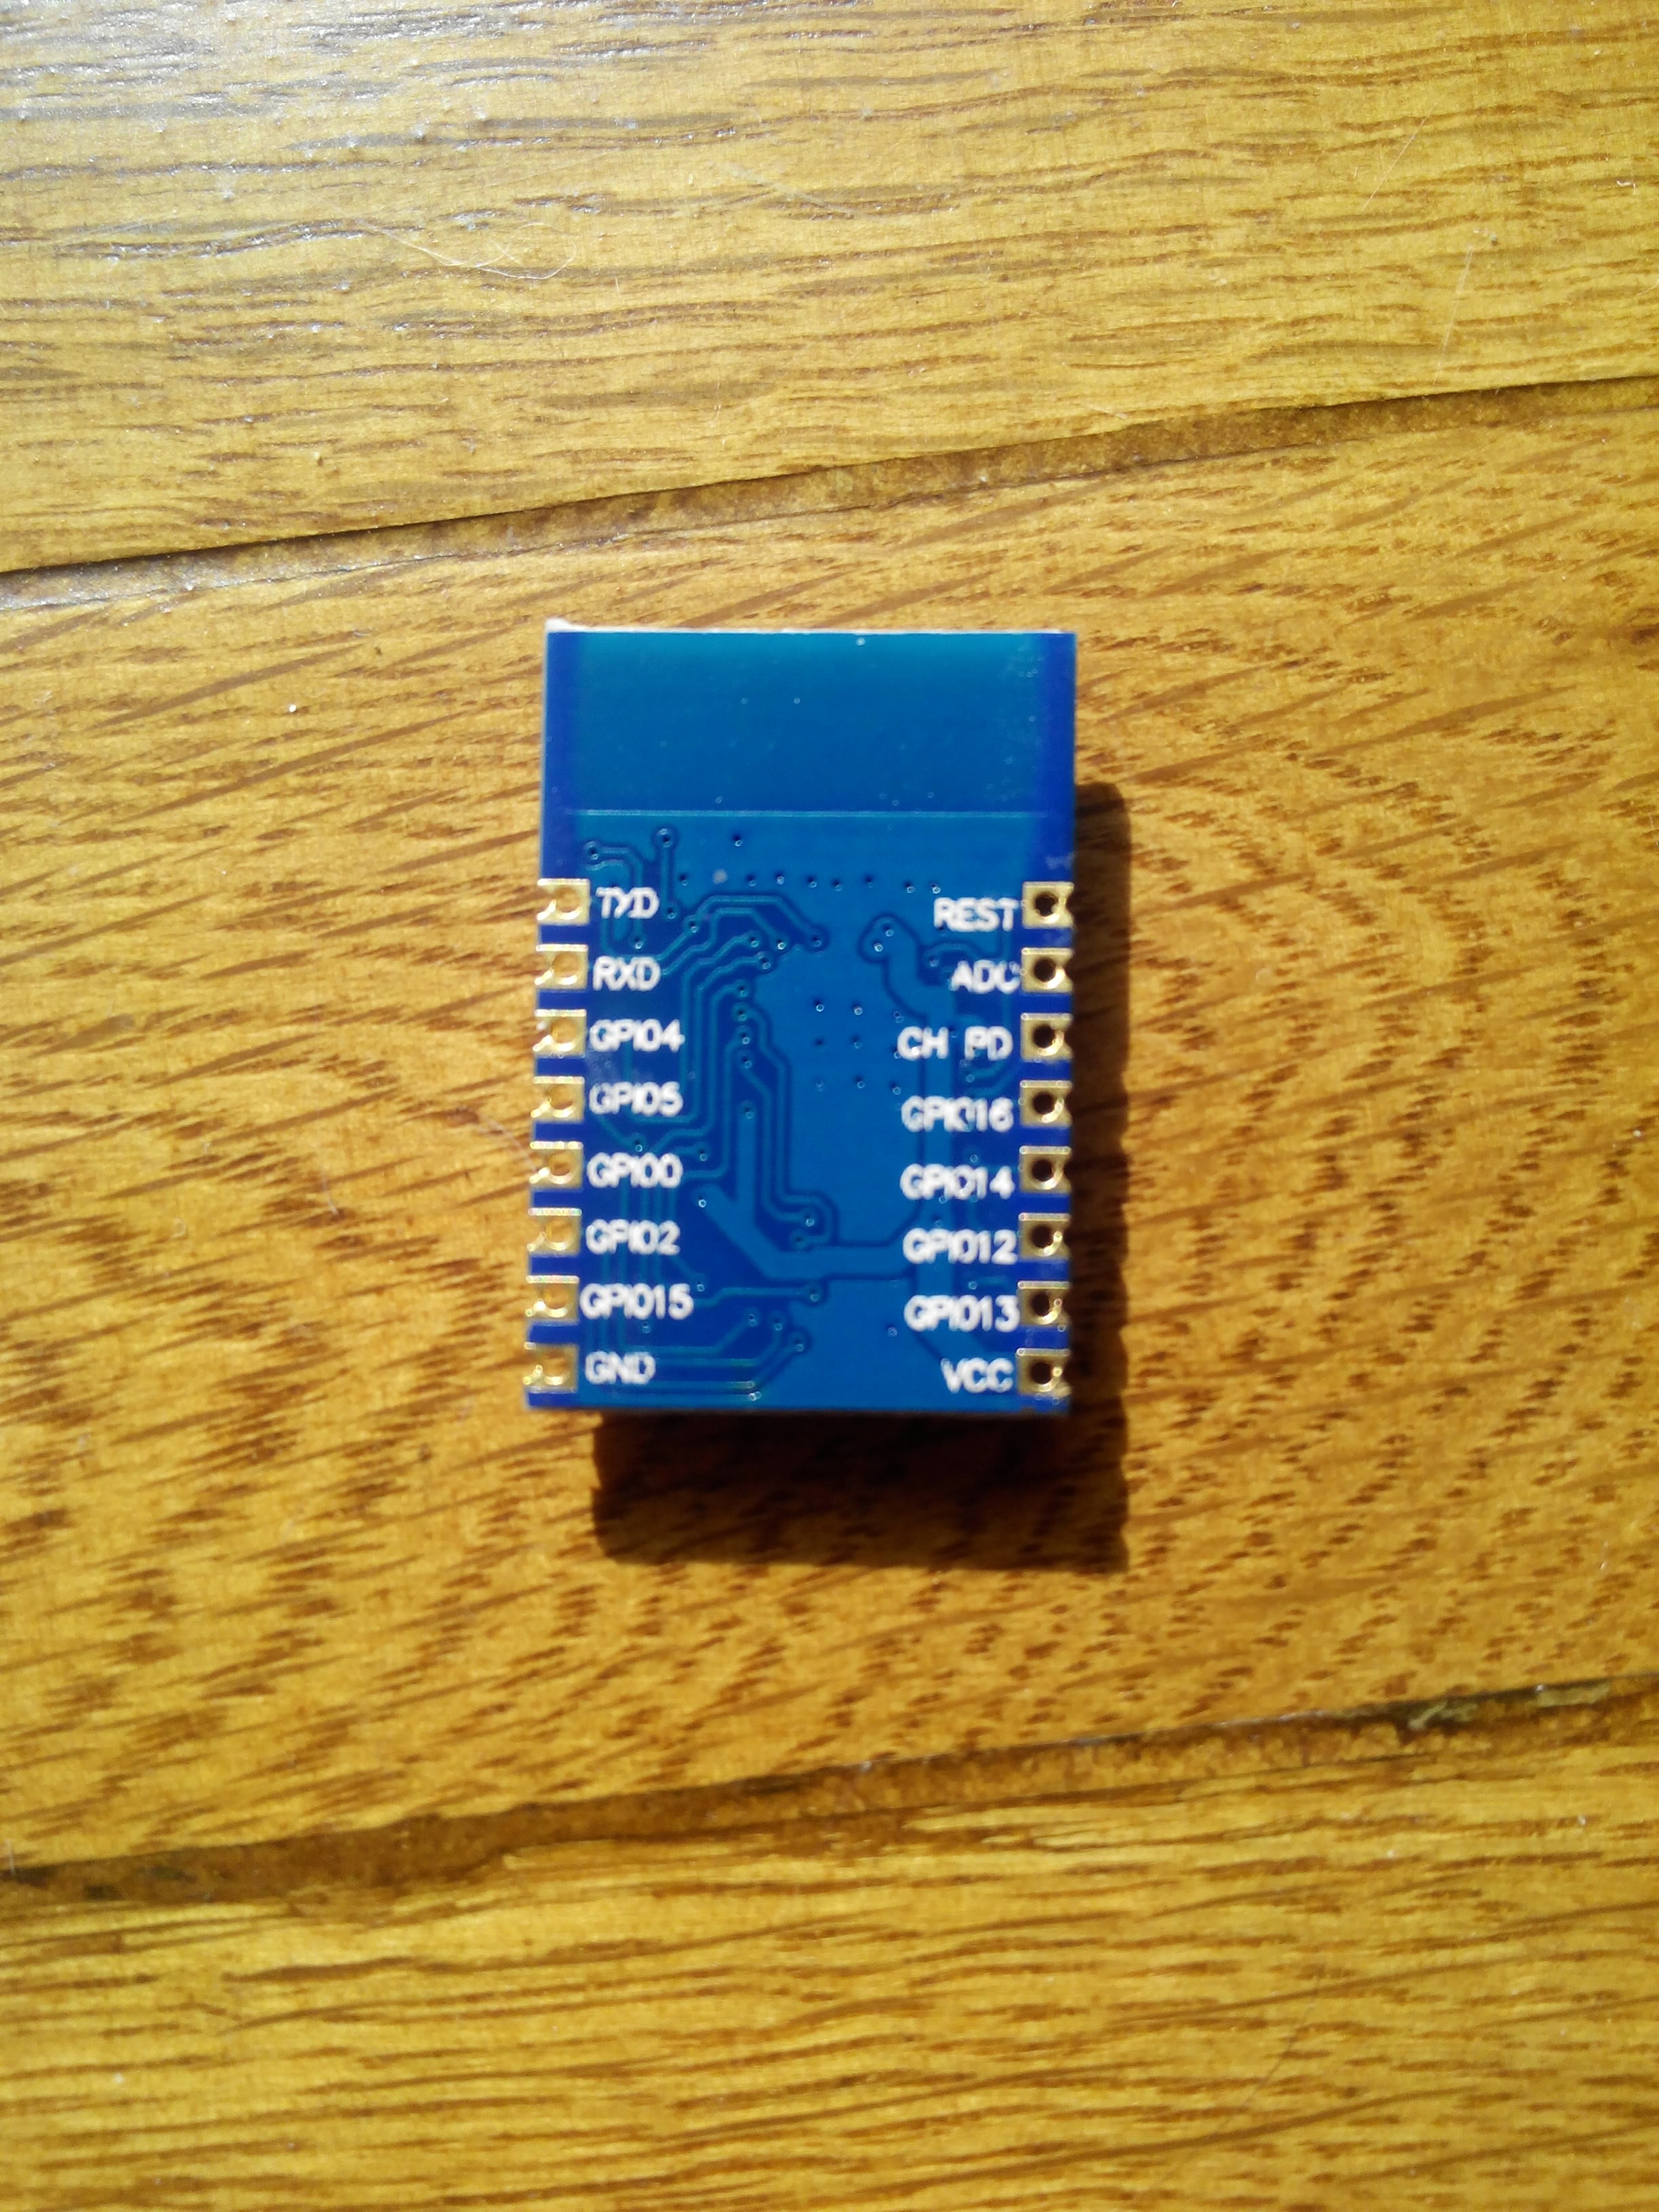 TXD
RXD
GPIO4
GPIO5
GPIO0
GPIO2
GPIO15
GND
REST
ADC
CH PD
GPIO16
GPIO14
GPIO12
GPIO13
VCC